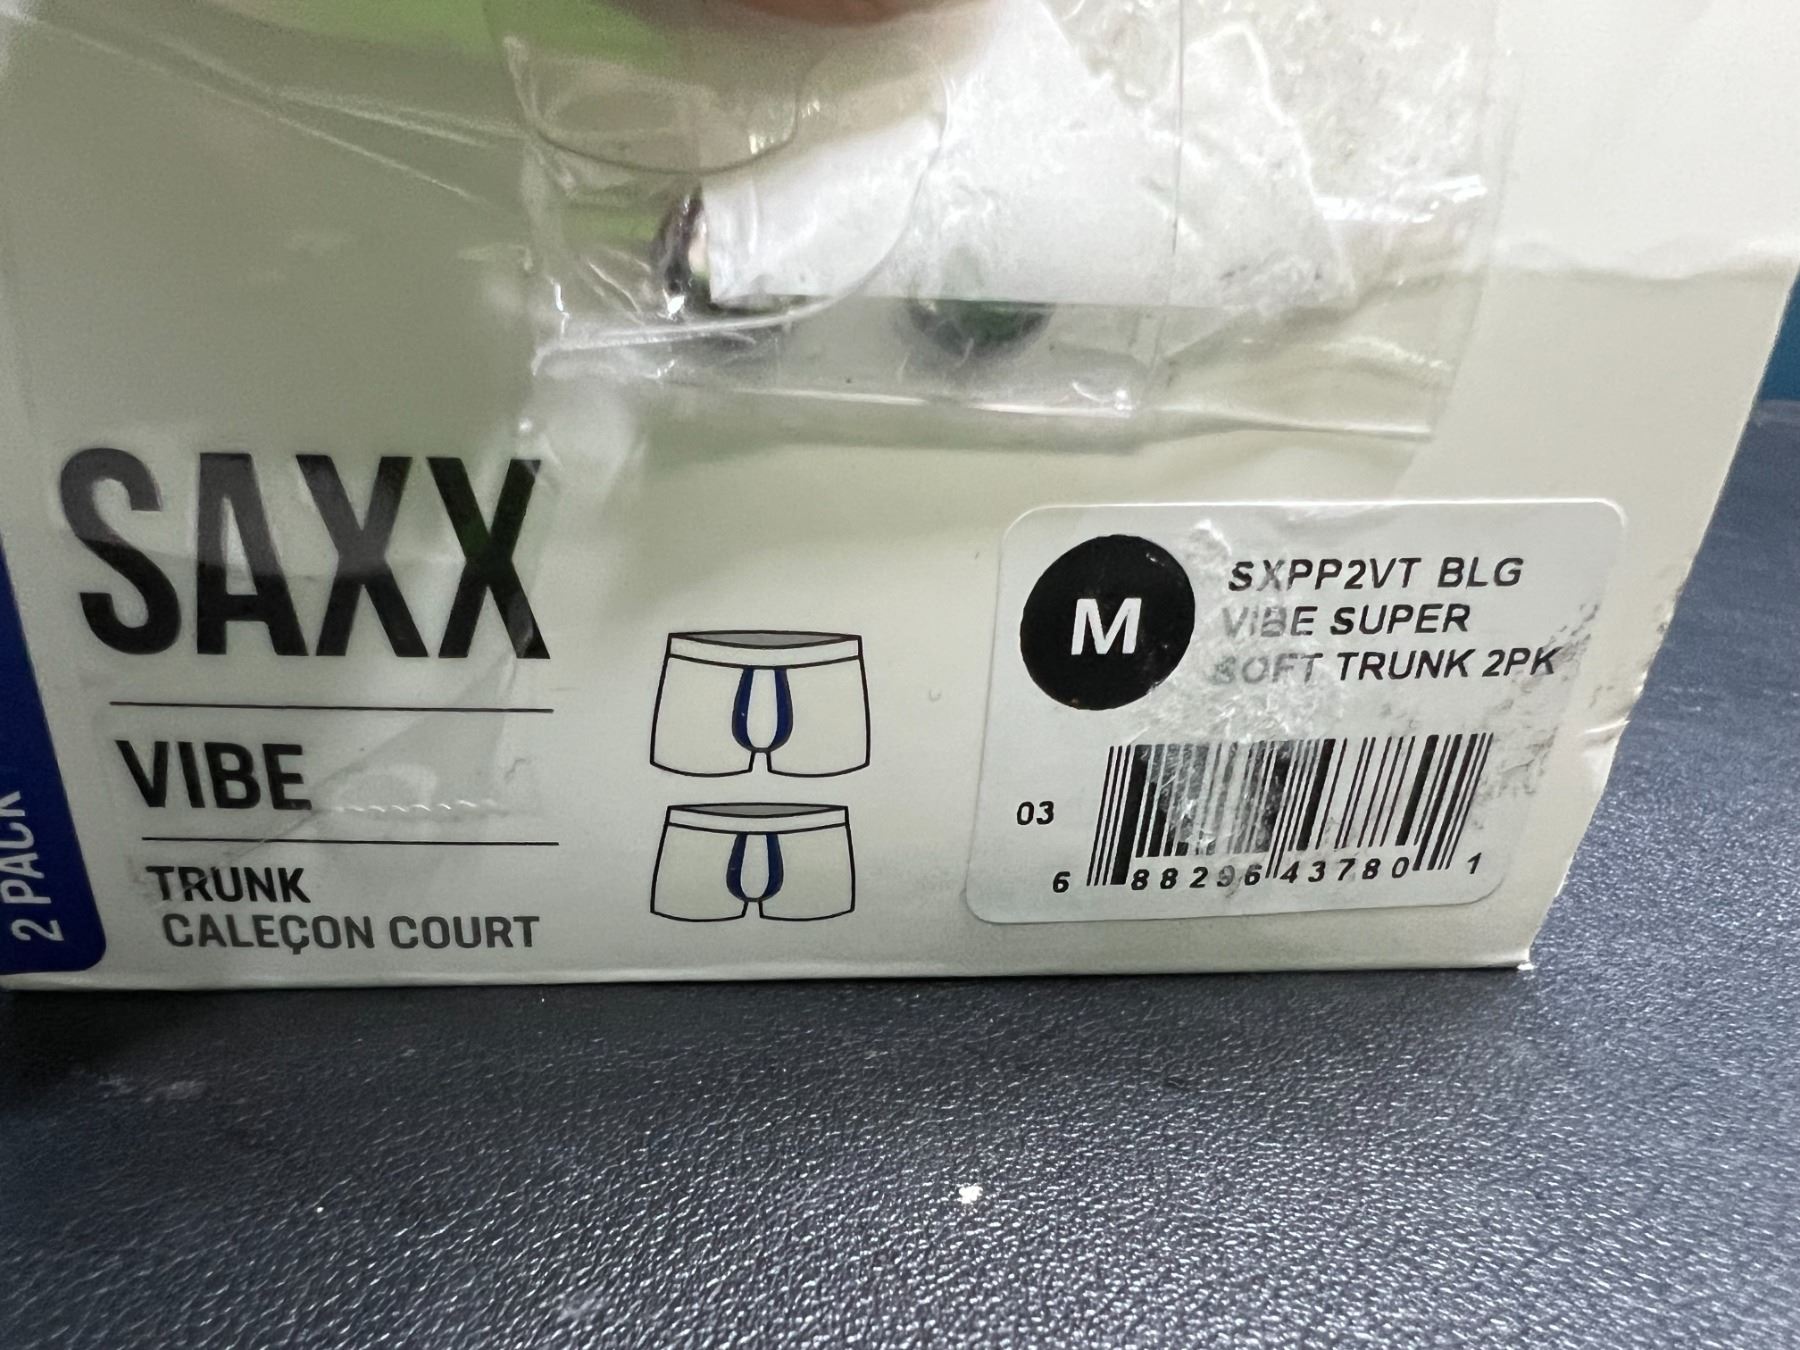 SAXX
VIBE
TRUNK
CALEÇON COURT
2 PACK
M
SXPP2VT BLG
VIBE SUPER
SOFT TRUNK 2PK
03
6 88296 43780 1